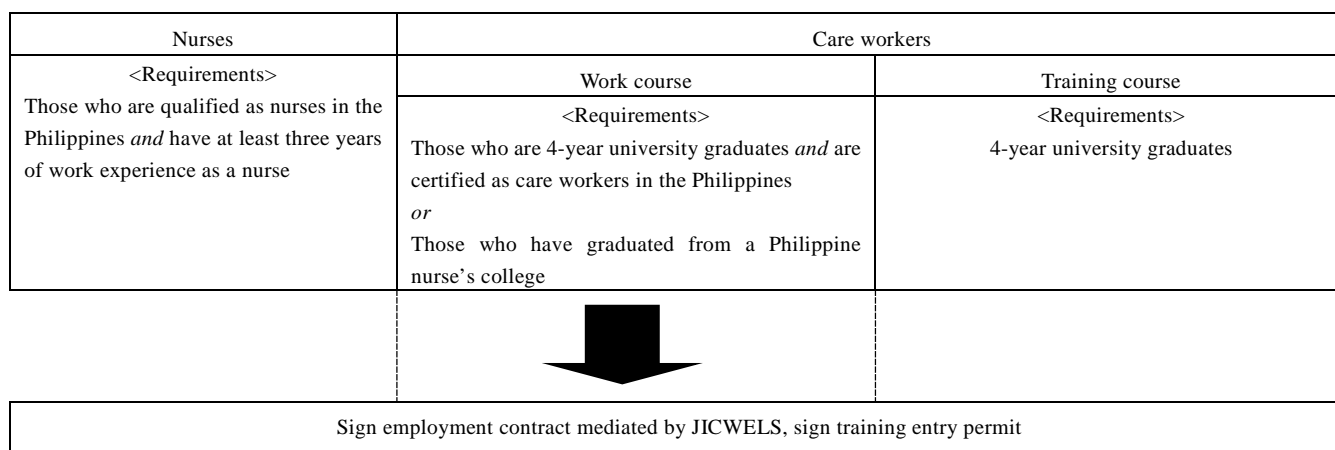 Nurses
Care workers
<Requirements>
Those who are qualified as nurses in the
Philippines and have at least three years
of work experience as a nurse
Work course
<Requirements>
Those who are 4-year university graduates and are
certified as care workers in the Philippines
or
Those who have graduated from a Philippine
nurse's college
Training course
<Requirements>
4-year university graduates
Sign employment contract mediated by JICWELS, sign training entry permit